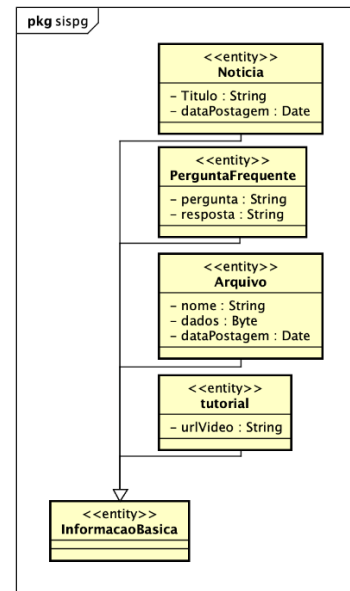 pkg sispg
<<entity>>
Noticia
- Titulo : String
- dataPostagem : Date
<<entity>>
PerguntaFrequente
- pergunta : String
- resposta : String
<<entity>>
Arquivo
- nome : String
- dados : Byte
- dataPostagem : Date
<<entity>>
tutorial
- urlVideo : String
<<entity>>
InformacaoBasica